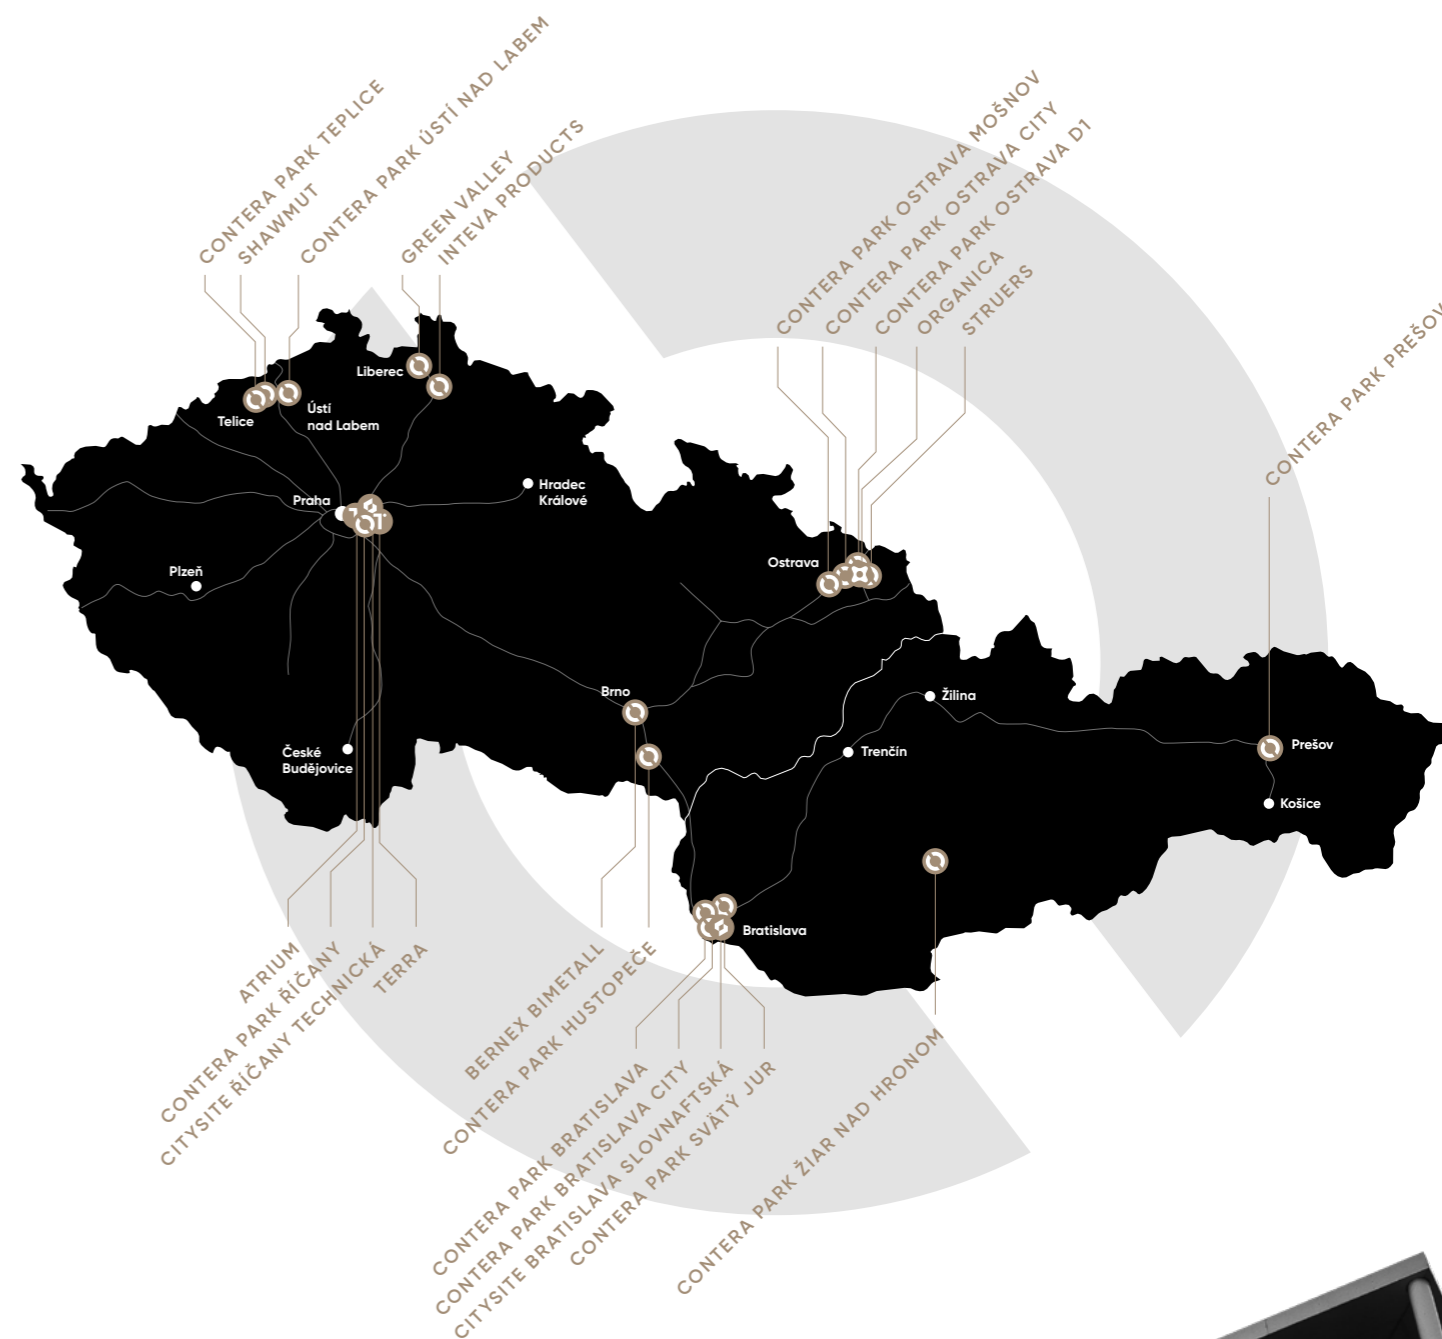 CONTERA PARK TEPLICE
SHAWMUT
CONTERA PARK ÚSTÍ NAD LABEM
GREEN VALLEY
INTEVA PRODUCTS
CONTERA PARK OSTRAVA MOŠNOV
CONTERA PARK OSTRAVA CITY
CONTERA PARK OSTRAVA D1
ORGANICA
STRUERS
CONTERA PARK PREŠOV
Liberec
Telice
Ústí
nad Labem
Praha
Hradec
Králové
Plzeň
Ostrava
Brno
Žilina
České
Budějovice
Trenčín
Prešov
Košice
Bratislava
ATRIUM
CONTERA PARK ŘÍČANY
CITYSITE ŘÍČANY TECHNICKÁ
TERRA
BERNEX BIMETALL
CONTERA PARK HUSTOPEČE
CONTERA PARK BRATISLAVA
CONTERA PARK BRATISLAVA CITY
CITYSITE BRATISLAVA SLOVNAFTSKÁ
CONTERA PARK SVÄTÝ JUR
CONTERA PARK ŽIAR NAD HRONOM